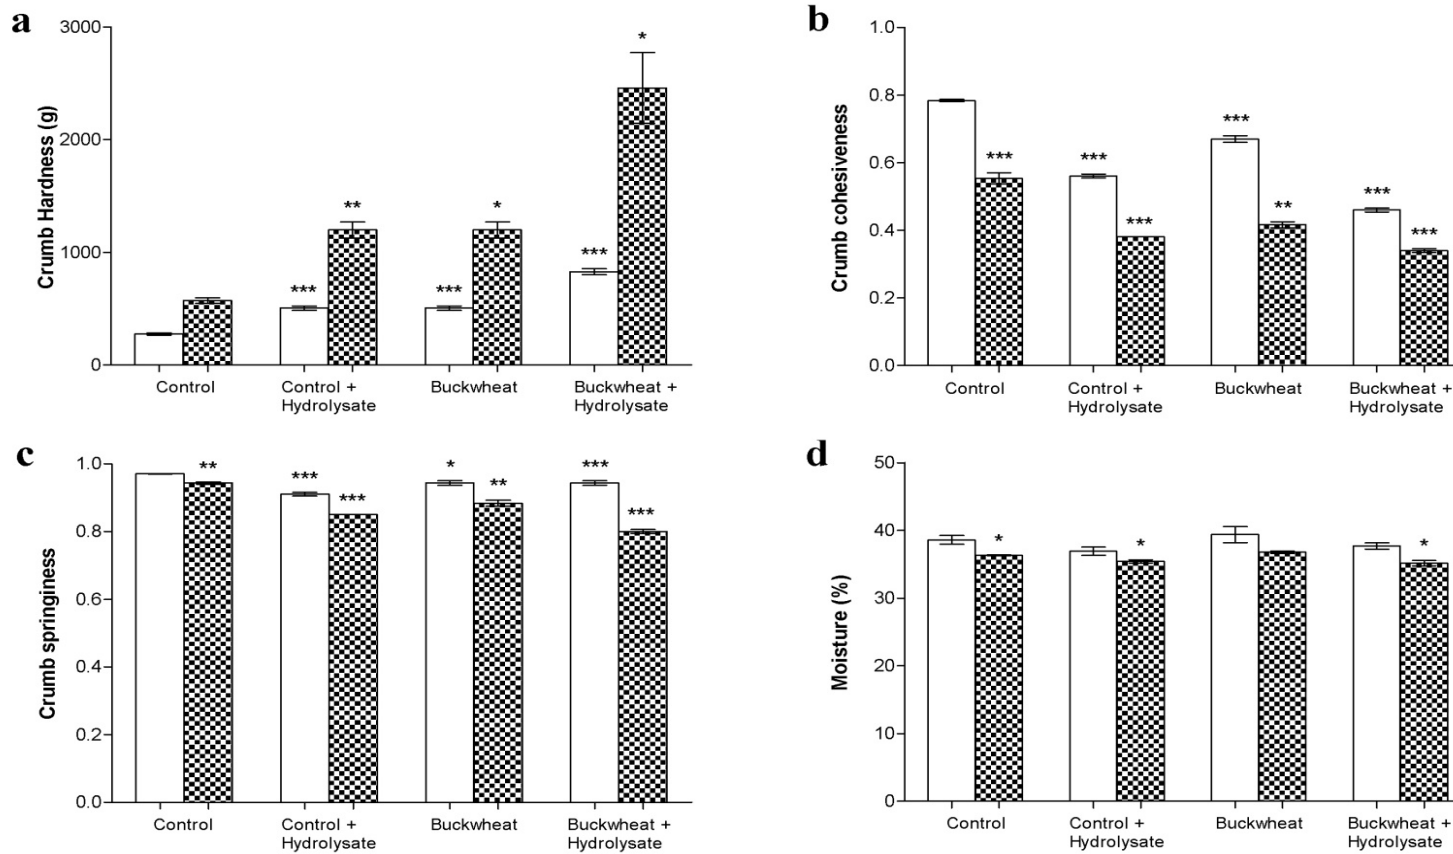 a
Crumb Hardness (g)
3000
2000
1000
0
*
**
*
***
***
***
Control
Control +
Hydrolysate
Buckwheat
Buckwheat +
Hydrolysate
b
Crumb cohesiveness
1.0
0.8
0.6
0.4
0.2
0.0
***
***
***
***
**
***
***
Control
Control +
Hydrolysate
Buckwheat
Buckwheat +
Hydrolysate
c
Crumb springiness
1.0
0.8
0.6
0.4
0.2
0.0
**
***
***
*
**
***
***
Control
Control +
Hydrolysate
Buckwheat
Buckwheat +
Hydrolysate
d
Moisture (%)
50
40
30
20
10
0
*
*
*
Control
Control +
Hydrolysate
Buckwheat
Buckwheat +
Hydrolysate